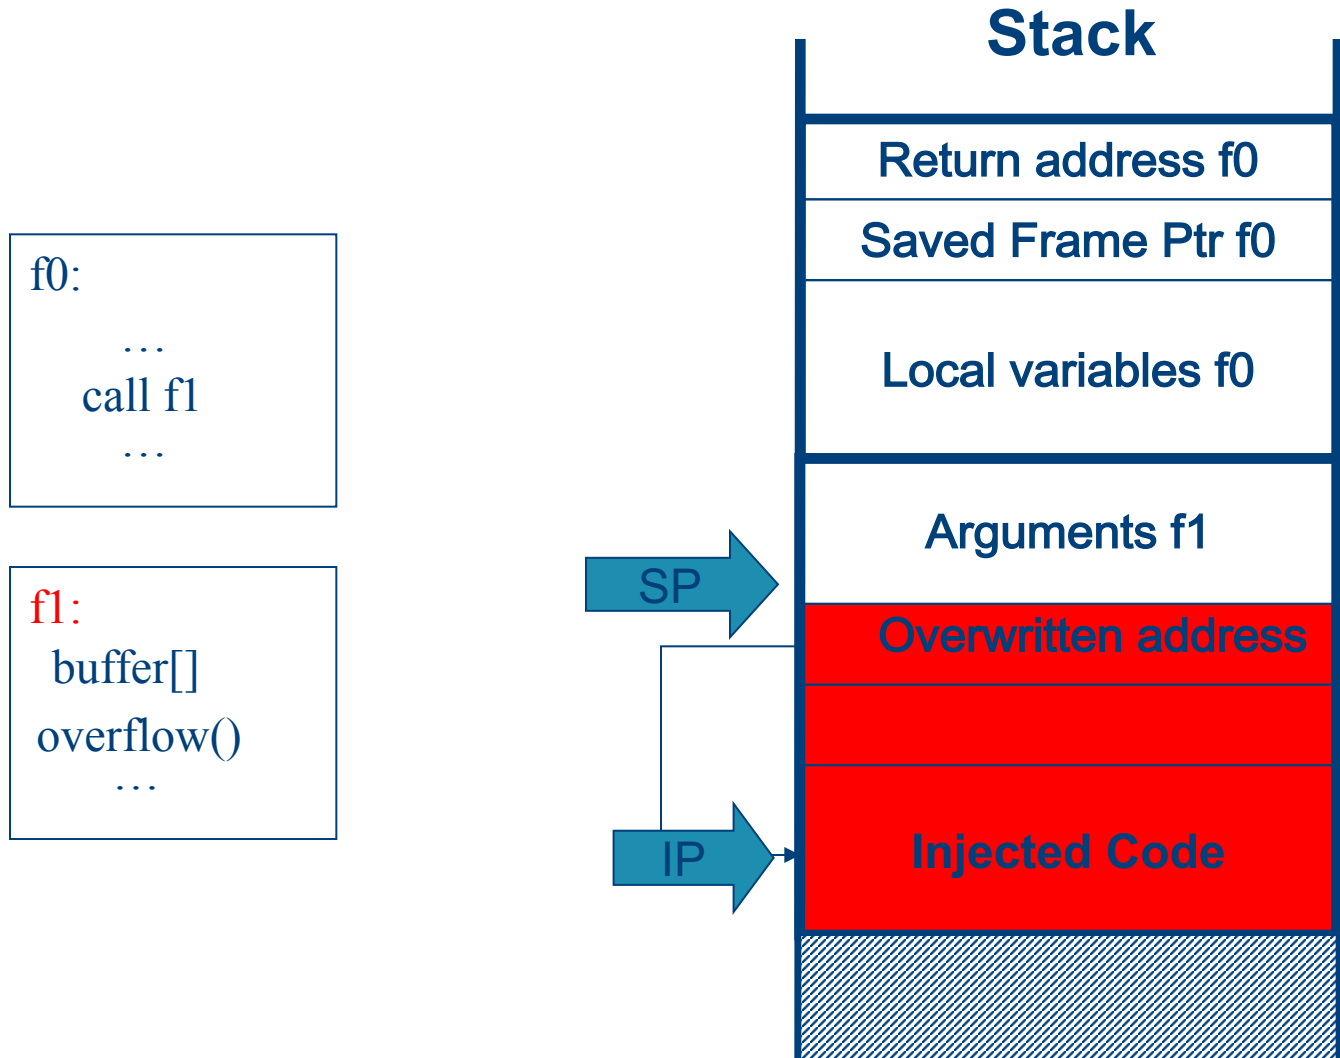 Stack
Return address f0
Saved Frame Ptr f0
Local variables f0
Arguments f1
Overwritten address
Injected Code
f0:
…
call f1
…
f1:
buffer[]
overflow()
…
SP
IP